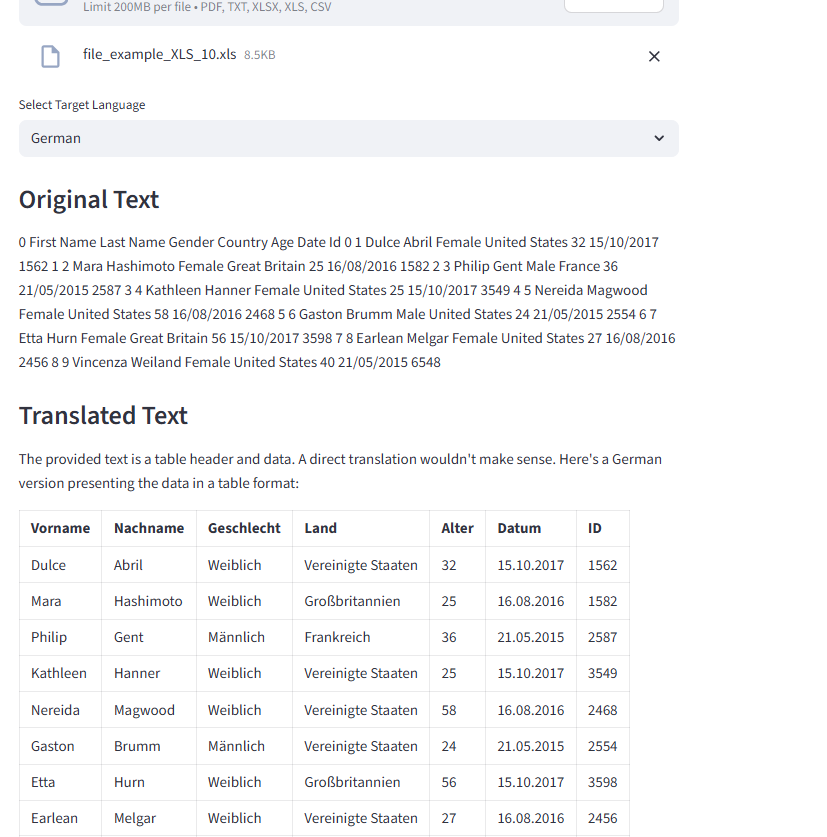 Limit 200MB per file • PDF, TXT, XLSX, XLS, CSV
file_example_XLS_10.xls 8.5KB
Select Target Language
German
Original Text
0 First Name Last Name Gender Country Age Date Id 0 1 Dulce Abril Female United States 32 15/10/2017
1562 1 2 Mara Hashimoto Female Great Britain 25 16/08/2016 1582 2 3 Philip Gent Male France 36
21/05/2015 2587 3 4 Kathleen Hanner Female United States 25 15/10/2017 3549 4 5 Nereida Magwood
Female United States 58 16/08/2016 2468 5 6 Gaston Brumm Male United States 24 21/05/2015 2554 6 7
Etta Hurn Female Great Britain 56 15/10/2017 3598 7 8 Earlean Melgar Female United States 27 16/08/2016
2456 8 9 Vincenza Weiland Female United States 40 21/05/2015 6548
Translated Text
The provided text is a table header and data. A direct translation wouldn't make sense. Here's a German
version presenting the data in a table format:
Vorname Nachname Geschlecht Land Alter Datum ID
Dulce Abril Weiblich Vereinigte Staaten 32 15.10.2017 1562
Mara Hashimoto Weiblich Großbritannien 25 16.08.2016 1582
Philip Gent Männlich Frankreich 36 21.05.2015 2587
Kathleen Hanner Weiblich Vereinigte Staaten 25 15.10.2017 3549
Nereida Magwood Weiblich Vereinigte Staaten 58 16.08.2016 2468
Gaston Brumm Männlich Vereinigte Staaten 24 21.05.2015 2554
Etta Hurn Weiblich Großbritannien 56 15.10.2017 3598
Earlean Melgar Weiblich Vereinigte Staaten 27 16.08.2016 2456